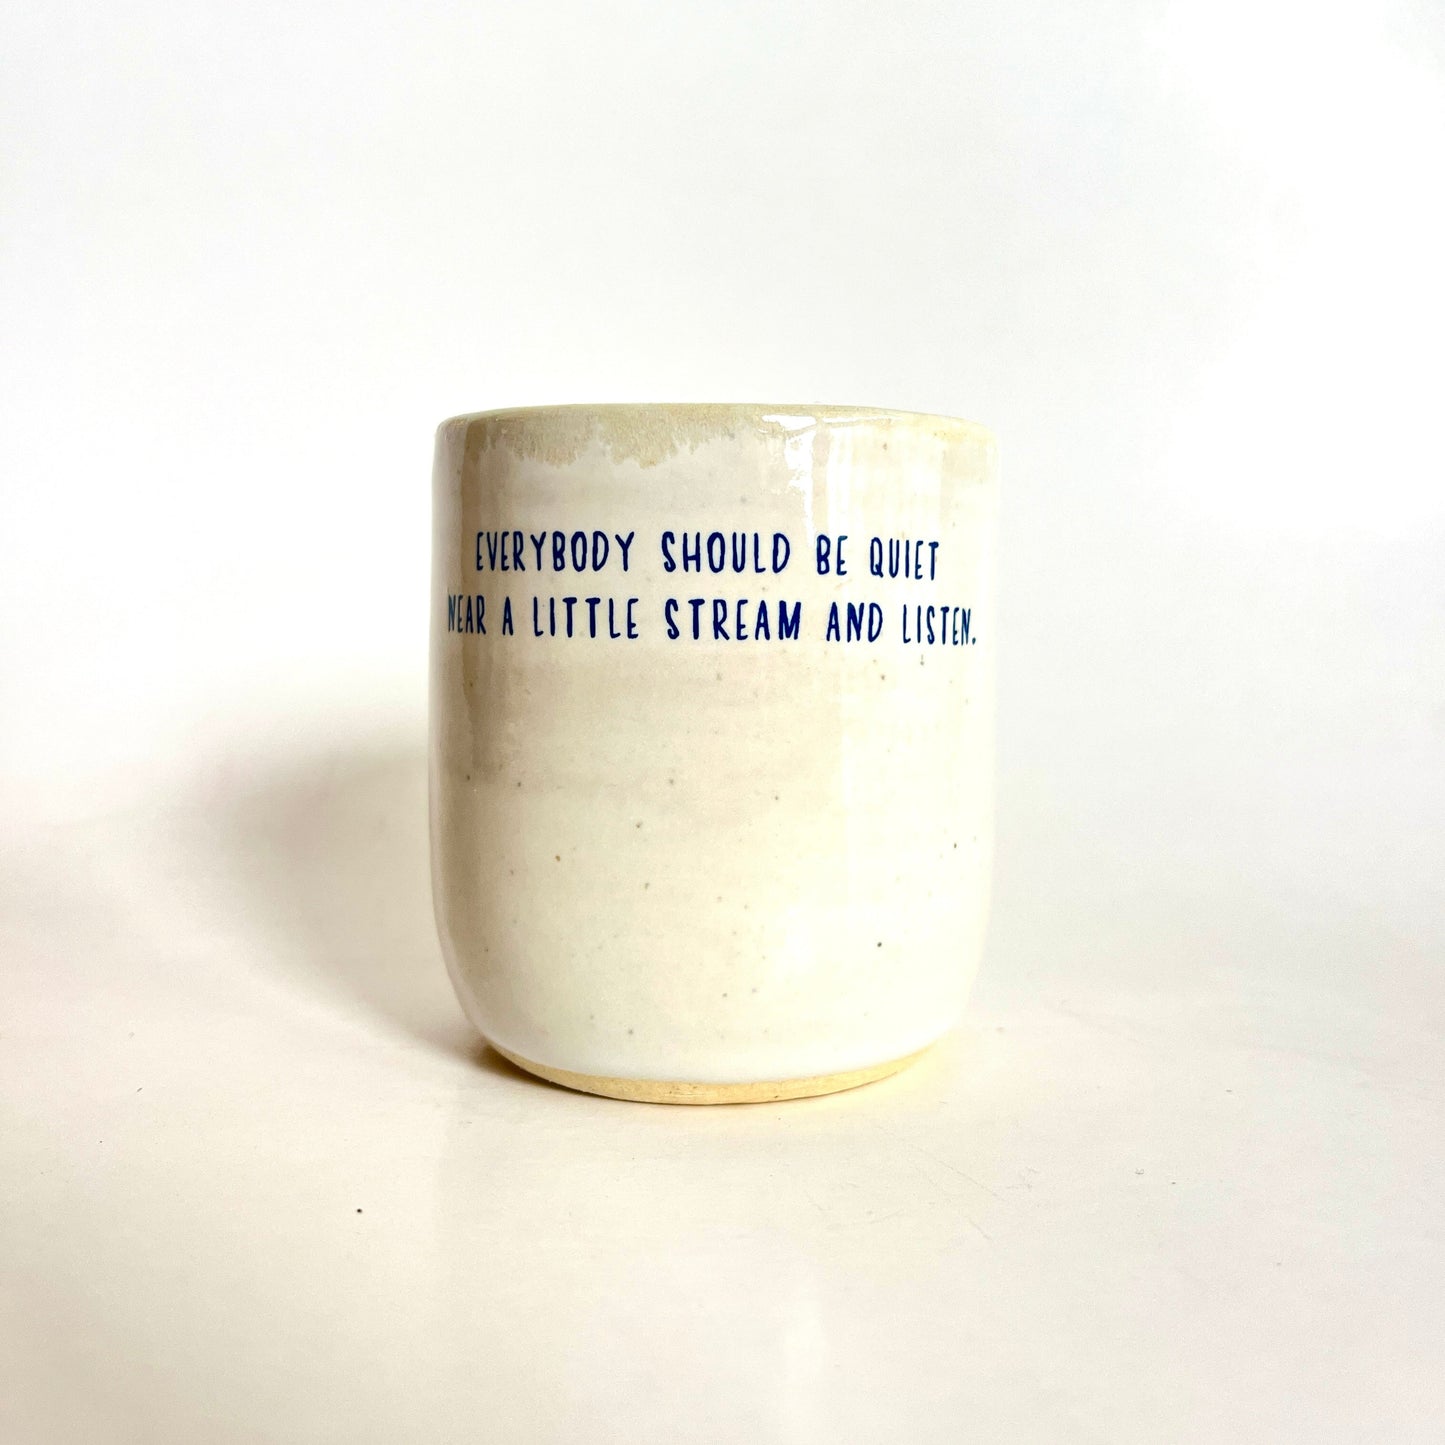 EVERYBODY SHOULD BE QUIET
NEAR A LITTLE STREAM AND LISTEN.